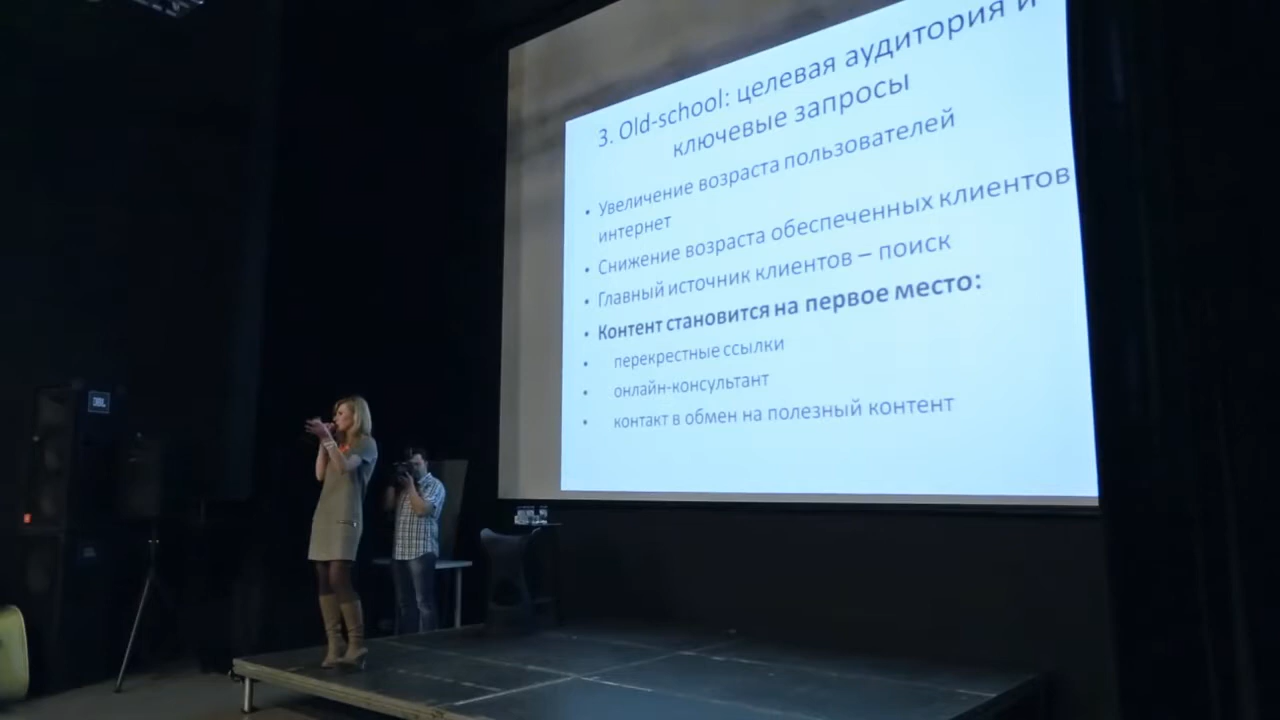 3. Old-school: целевая аудитория и
ключевые запросы
• Увеличение возраста пользователей
интернет
• Снижение возраста обеспеченных клиентов
• Главный источник клиентов – поиск
• Контент становится на первое место:
• перекрестные ссылки
• онлайн-консультант
• контакт в обмен на полезный контент
JBL